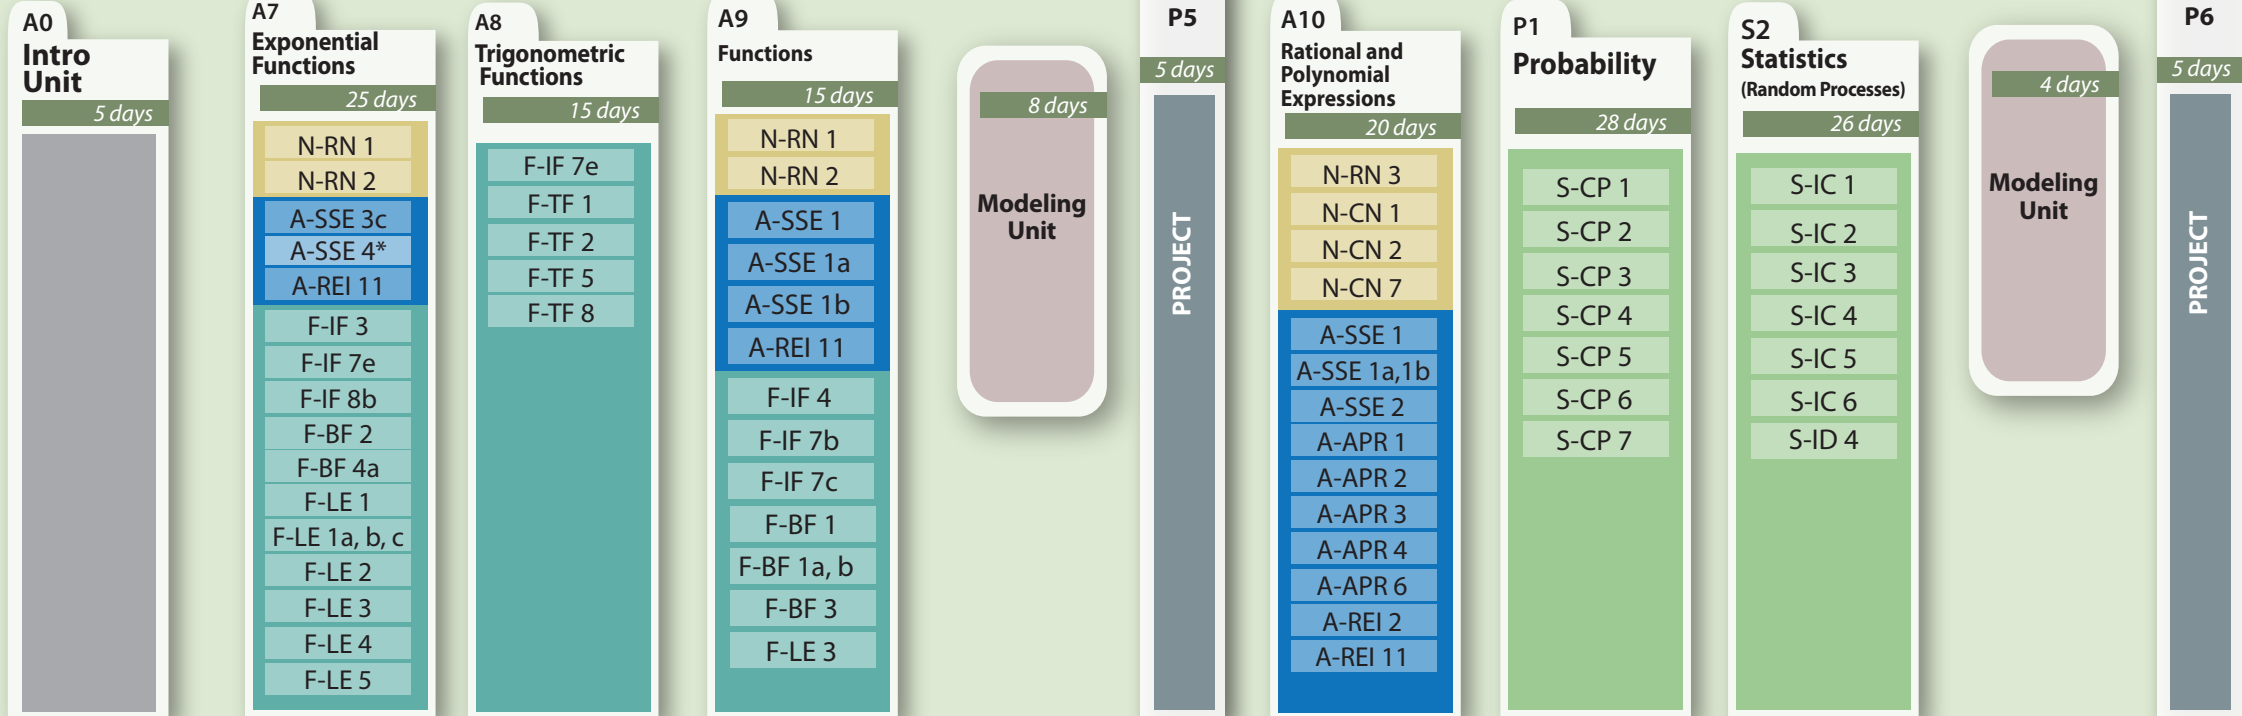 A0
Intro
Unit
5 days
A7
Exponential
Functions
25 days
N-RN 1
N-RN 2
A-SSE 3c
A-SSE 4*
A-REI 11
F-IF 3
F-IF 7e
F-IF 8b
F-BF 2
F-BF 4a
F-LE 1
F-LE 1a, b, c
F-LE 2
F-LE 3
F-LE 4
F-LE 5
A8
Trigonometric
Functions
15 days
F-IF 7e
F-TF 1
F-TF 2
F-TF 5
F-TF 8
A9
Functions
15 days
N-RN 1
N-RN 2
A-SSE 1
A-SSE 1a
A-SSE 1b
A-REI 11
F-IF 4
F-IF 7b
F-IF 7c
F-BF 1
F-BF 1a, b
F-BF 3
F-LE 3
8 days
Modeling
Unit
P5
5 days
PROJECT
A10
Rational and
Polynomial
Expressions
20 days
N-RN 3
N-CN 1
N-CN 2
N-CN 7
A-SSE 1
A-SSE 1a,1b
A-SSE 2
A-APR 1
A-APR 2
A-APR 3
A-APR 4
A-APR 6
A-REI 2
A-REI 11
P1
Probability
28 days
S-CP 1
S-CP 2
S-CP 3
S-CP 4
S-CP 5
S-CP 6
S-CP 7
S2
Statistics
(Random Processes)
26 days
S-IC 1
S-IC 2
S-IC 3
S-IC 4
S-IC 5
S-IC 6
S-ID 4
4 days
Modeling
Unit
P6
5 days
PROJECT